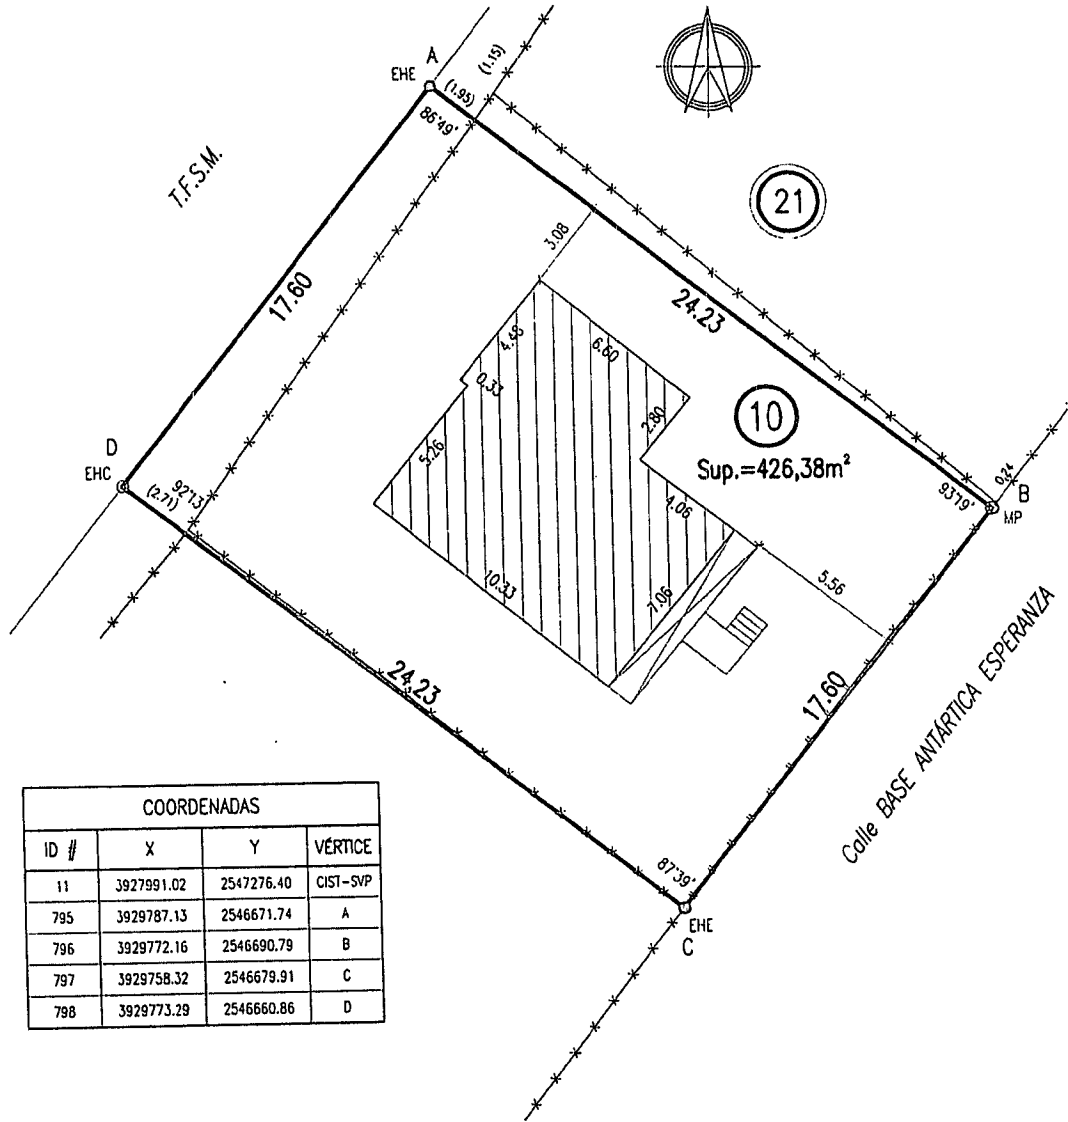 A
EHE
(1.95)
(1.15)
86°49'
T.F.S.M.
21
3.08
17.60
24.23
4.48
6.60
0.33
2.80
10
Sup.=426,38m²
D
EHC
(2.71)
92°13'
5.26
4.06
93°19'
0.24
B
MP
10.33
7.06
5.56
24.23
17.60
Calle BASE ANTÁRTICA ESPERANZA
87°39'
EHE
C
COORDENADAS
ID # X Y VÉRTICE
11 3927991.02 2547276.40 CIST-SVP
795 3929787.13 2546671.74 A
796 3929772.16 2546690.79 B
797 3929758.32 2546679.91 C
798 3929773.29 2546660.86 D